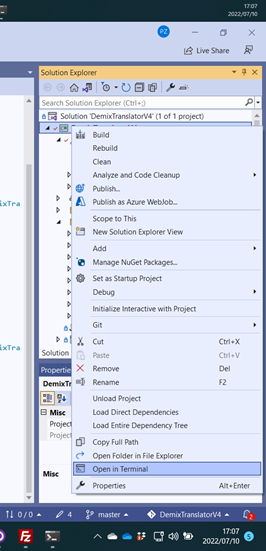 17:07
2022/07/10
PZ
Live Share
Solution Explorer
Search Solution Explorer (Ctrl+;)
Solution 'DemixTranslatorV4' (1 of 1 project)
Build
Rebuild
Clean
Analyze and Code Cleanup
Publish...
Publish as Azure WebJob...
Scope to This
New Solution Explorer View
Add
Manage NuGet Packages...
Set as Startup Project
Debug
Initialize Interactive with Project
Git
Cut Ctrl+X
Paste Ctrl+V
Remove Del
Rename F2
Unload Project
Load Direct Dependencies
Load Entire Dependency Tree
Copy Full Path
Open Folder in File Explorer
Open in Terminal
Properties Alt+Enter
ixTra
ixTra
Solution
Properties
DemixTr
Misc
Project
Project
Misc
0 / 0 4 master DemixTranslatorV4 2
17:07
2022/07/10 5